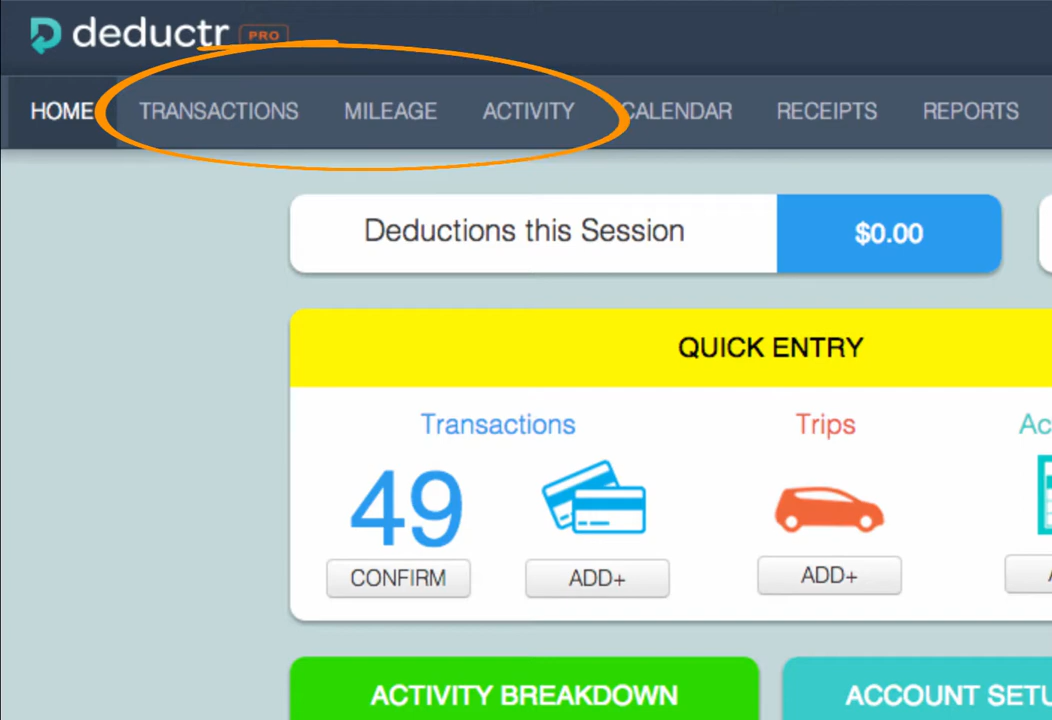 deductr PRO
HOME TRANSACTIONS MILEAGE ACTIVITY CALENDAR RECEIPTS REPORTS
Deductions this Session $0.00
QUICK ENTRY
Transactions Trips
49
CONFIRM ADD+ ADD+
ACTIVITY BREAKDOWN ACCOUNT